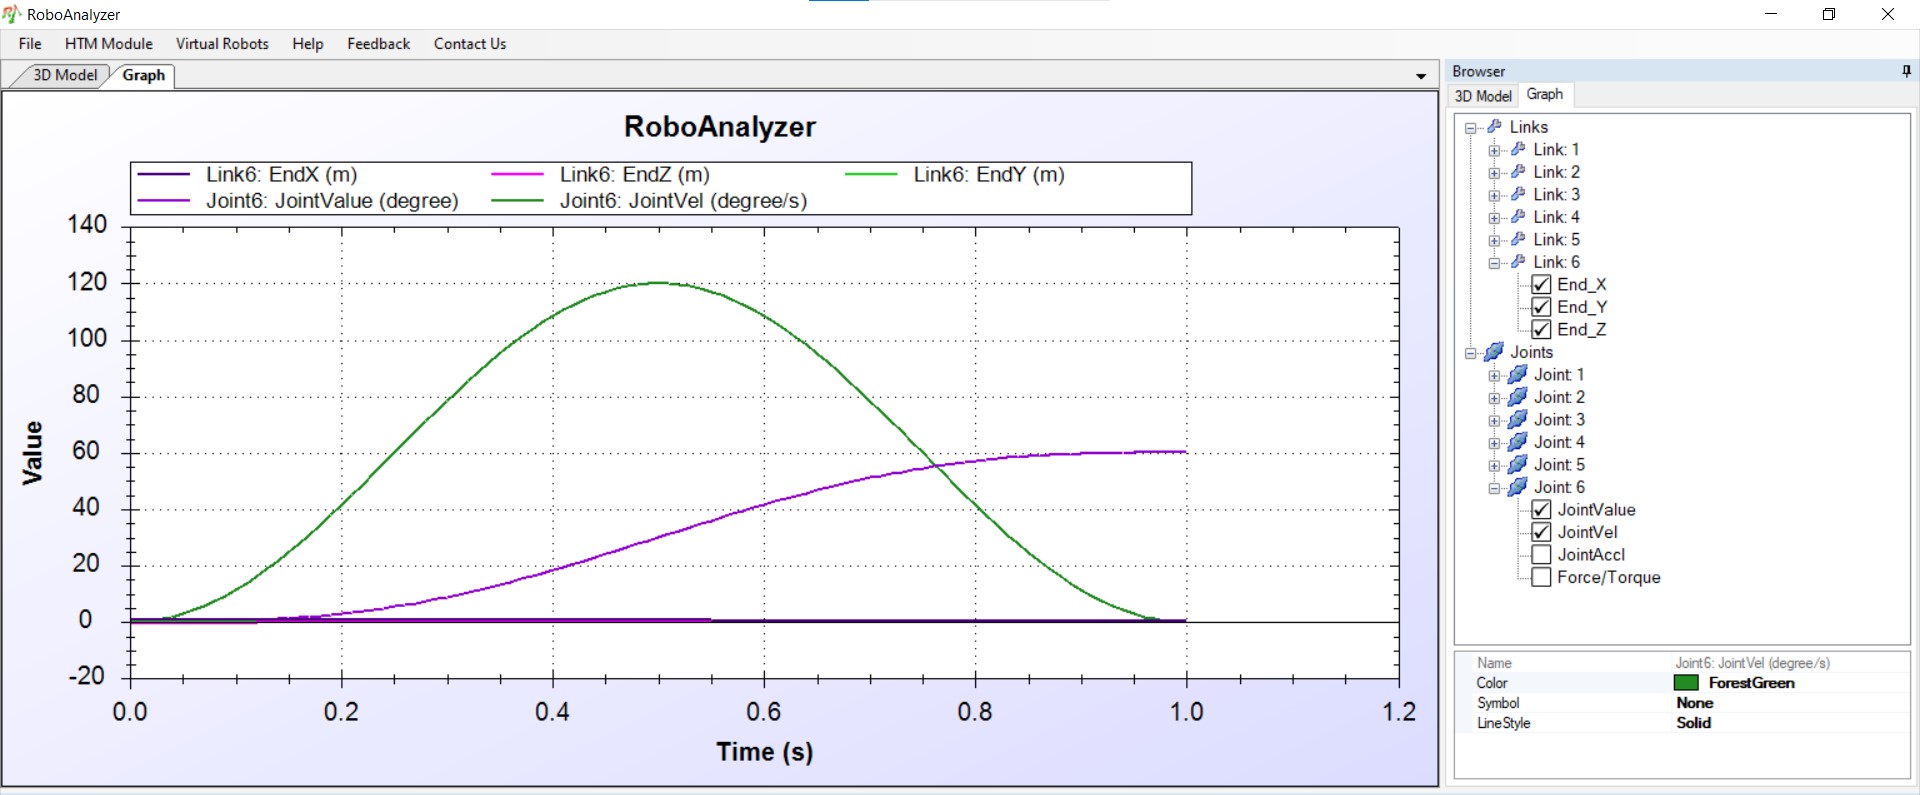 RoboAnalyzer
File HTM Module Virtual Robots Help Feedback Contact Us
3D Model Graph
RoboAnalyzer
Link6: EndX (m) Link6: EndZ (m) Link6: EndY (m)
Joint6: JointValue (degree) Joint6: JointVel (degree/s)
140
120
100
80
60
40
20
0
-20
Value
0.0 0.2 0.4 0.6 0.8 1.0 1.2
Time (s)
Browser
3D Model Graph
Links
Link: 1
Link: 2
Link: 3
Link: 4
Link: 5
Link: 6
End_X
End_Y
End_Z
Joints
Joint: 1
Joint: 2
Joint: 3
Joint: 4
Joint: 5
Joint: 6
JointValue
JointVel
JointAccl
Force/Torque
Name Joint6: JointVel (degree/s)
Color ForestGreen
Symbol None
LineStyle Solid